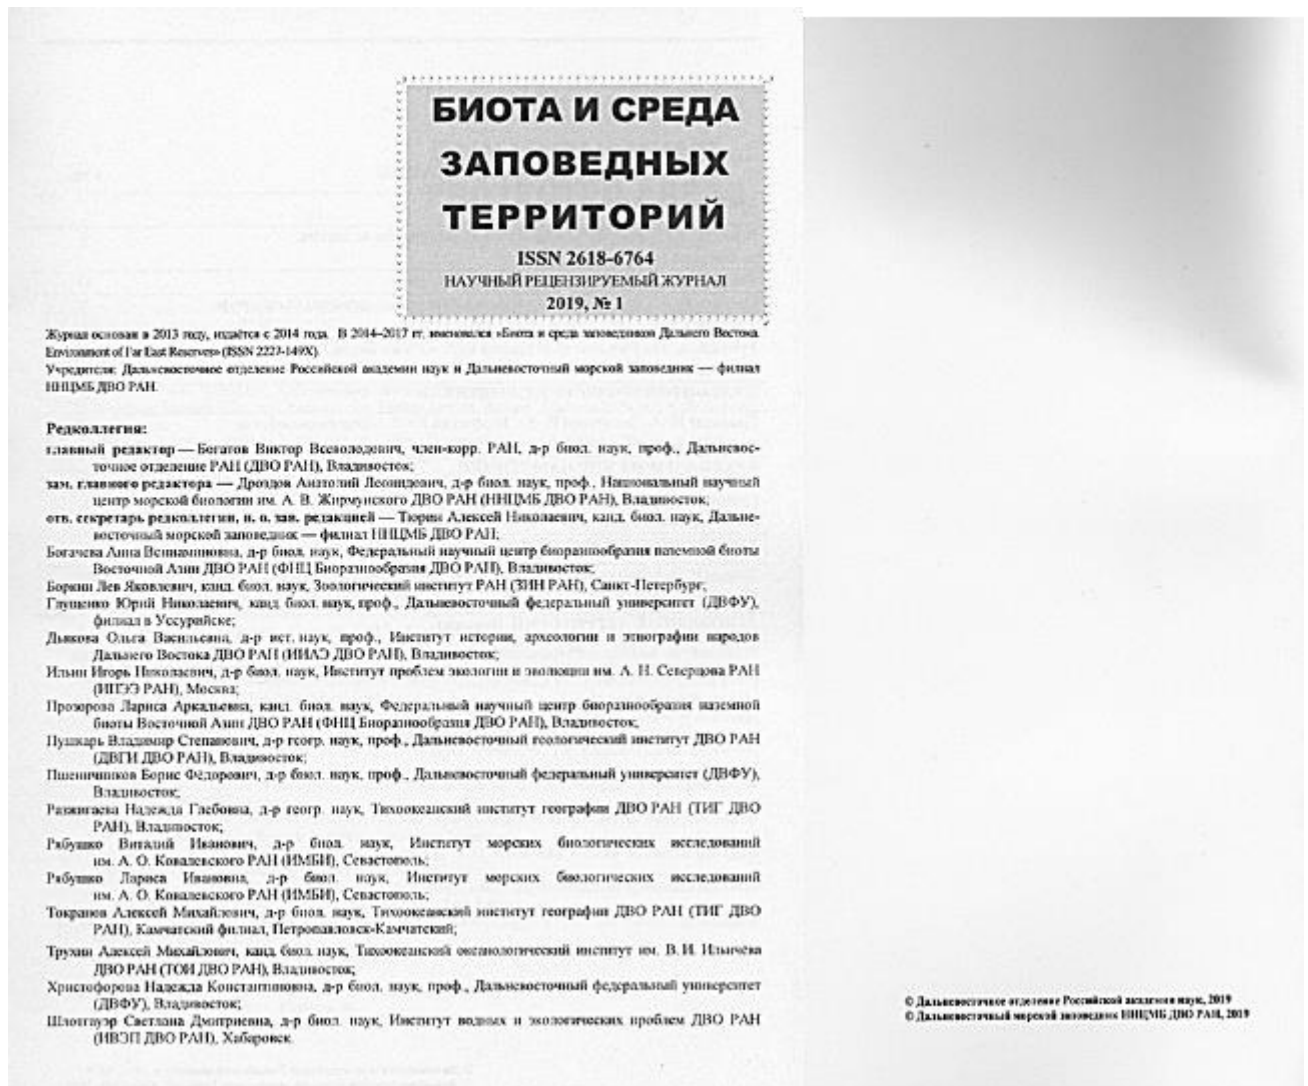 БИОТА И СРЕДА
ЗАПОВЕДНЫХ
ТЕРРИТОРИЙ
ISSN 2618-6764
НАУЧНЫЙ РЕЦЕНЗИРУЕМЫЙ ЖУРНАЛ
2019, № 1
Журнал основан в 2013 году, издаётся с 2014 года. В 2014–2017 гг. именовался «Биота и среда заповедников Дальнего Востока.
Environment of Far East Reserves» (ISSN 2227-149X).
Учредители: Дальневосточное отделение Российской академии наук и Дальневосточный морской заповедник — филиал
ННЦМБ ДВО РАН.
Редколлегия:
главный редактор — Богатов Виктор Всеволодович, член-корр. РАН, д-р биол. наук, проф., Дальневос-
точное отделение РАН (ДВО РАН), Владивосток;
зам. главного редактора — Дроздов Анатолий Леонидович, д-р биол. наук, проф., Национальный научный
центр морской биологии им. А. В. Жирмунского ДВО РАН (ННЦМБ ДВО РАН), Владивосток;
отв. секретарь редколлегии, и. о. зав. редакцией — Тюрин Алексей Николаевич, канд. биол. наук, Дальне-
восточный морской заповедник — филиал ННЦМБ ДВО РАН;
Богачева Анна Вениаминовна, д-р биол. наук, Федеральный научный центр биоразнообразия наземной биоты
Восточной Азии ДВО РАН (ФНЦ Биоразнообразия ДВО РАН), Владивосток;
Боркин Лев Яковлевич, канд. биол. наук, Зоологический институт РАН (ЗИН РАН), Санкт-Петербург;
Глущенко Юрий Николаевич, канд. биол. наук, проф., Дальневосточный федеральный университет (ДВФУ),
филиал в Уссурийске;
Дьякова Ольга Васильевна, д-р ист. наук, проф., Институт истории, археологии и этнографии народов
Дальнего Востока ДВО РАН (ИИАЭ ДВО РАН), Владивосток;
Ильин Игорь Николаевич, д-р биол. наук, Институт проблем экологии и эволюции им. А. Н. Северцова РАН
(ИПЭЭ РАН), Москва;
Прозорова Лариса Аркадьевна, канд. биол. наук, Федеральный научный центр биоразнообразия наземной
биоты Восточной Азии ДВО РАН (ФНЦ Биоразнообразия ДВО РАН), Владивосток;
Пушкарь Владимир Степанович, д-р геогр. наук, проф., Дальневосточный геологический институт ДВО РАН
(ДВГИ ДВО РАН), Владивосток;
Пшеничников Борис Фёдорович, д-р биол. наук, проф., Дальневосточный федеральный университет (ДВФУ),
Владивосток;
Разжигаева Надежда Глебовна, д-р геогр. наук, Тихоокеанский институт географии ДВО РАН (ТИГ ДВО
РАН), Владивосток;
Рябушко Виталий Иванович, д-р биол. наук, Институт морских биологических исследований
им. А. О. Ковалевского РАН (ИМБИ), Севастополь;
Рябушко Лариса Ивановна, д-р биол. наук, Институт морских биологических исследований
им. А. О. Ковалевского РАН (ИМБИ), Севастополь;
Токранов Алексей Михайлович, д-р биол. наук, Тихоокеанский институт географии ДВО РАН (ТИГ ДВО
РАН), Камчатский филиал, Петропавловск-Камчатский;
Трухин Алексей Михайлович, канд. биол. наук, Тихоокеанский океанологический институт им. В. И. Ильичева
ДВО РАН (ТОИ ДВО РАН), Владивосток;
Христофорова Надежда Константиновна, д-р биол. наук, проф., Дальневосточный федеральный университет
(ДВФУ), Владивосток;
Шлотгауэр Светлана Дмитриевна, д-р биол. наук, Институт водных и экологических проблем ДВО РАН
(ИВЭП ДВО РАН), Хабаровск.
© Дальневосточное отделение Российской академии наук, 2019
© Дальневосточный морской заповедник ННЦМБ ДВО РАН, 2019